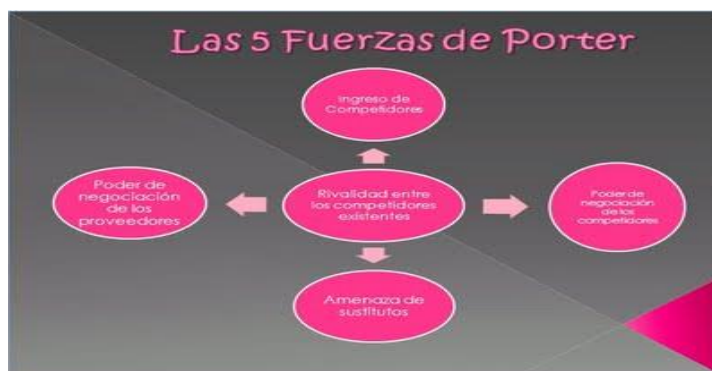 Las 5 Fuerzas de Porter
Ingreso de
Competidores
Poder de
negociación
de los
proveedores
Rivalidad entre
los competidores
existentes
Poder de
negociación
de los
competidores
Amenaza de
sustitutos